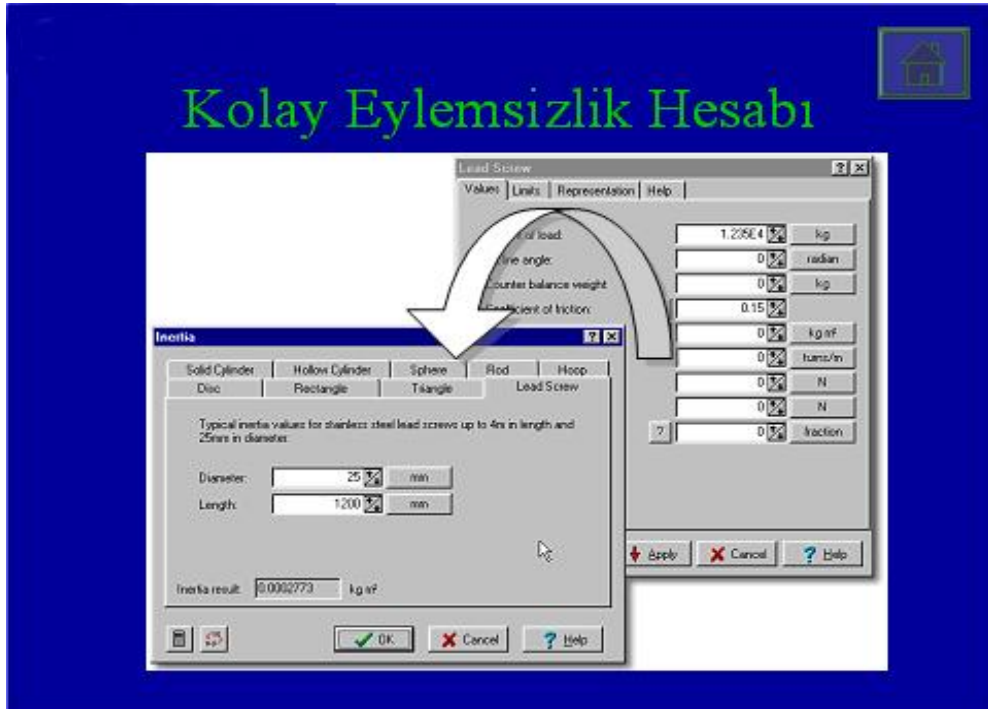 Kolay Eylemsizlik Hesabı
Lead Screw
Values Limits Representation Help
of load: 1.235E4 kg
line angle: 0 radian
Counter balance weight 0 kg
Coefficient of friction: 0.15
0 kg m²
0 turns/m
0 N
0 N
? 0 fraction
Apply Cancel Help
Inertia
Solid Cylinder Hollow Cylinder Sphere Rod Hoop
Disc Rectangle Triangle Lead Screw
Typical inertia values for stainless steel lead screws up to 4m in length and
25mm in diameter:
Diameter: 25 mm
Length: 1200 mm
Inertia result: 0.0002773 kg m²
OK Cancel Help